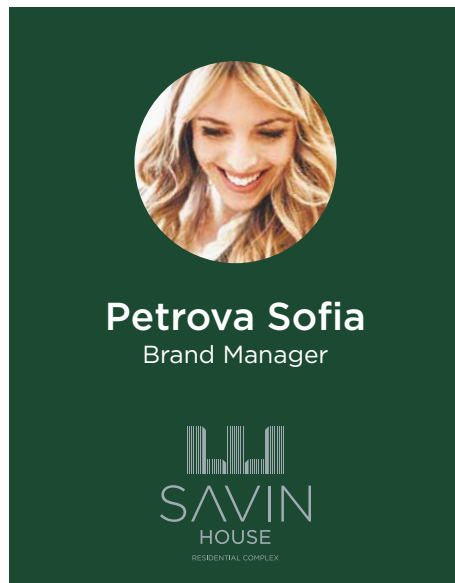 Petrova Sofia
Brand Manager
SAVIN
HOUSE
RESIDENTIAL COMPLEX